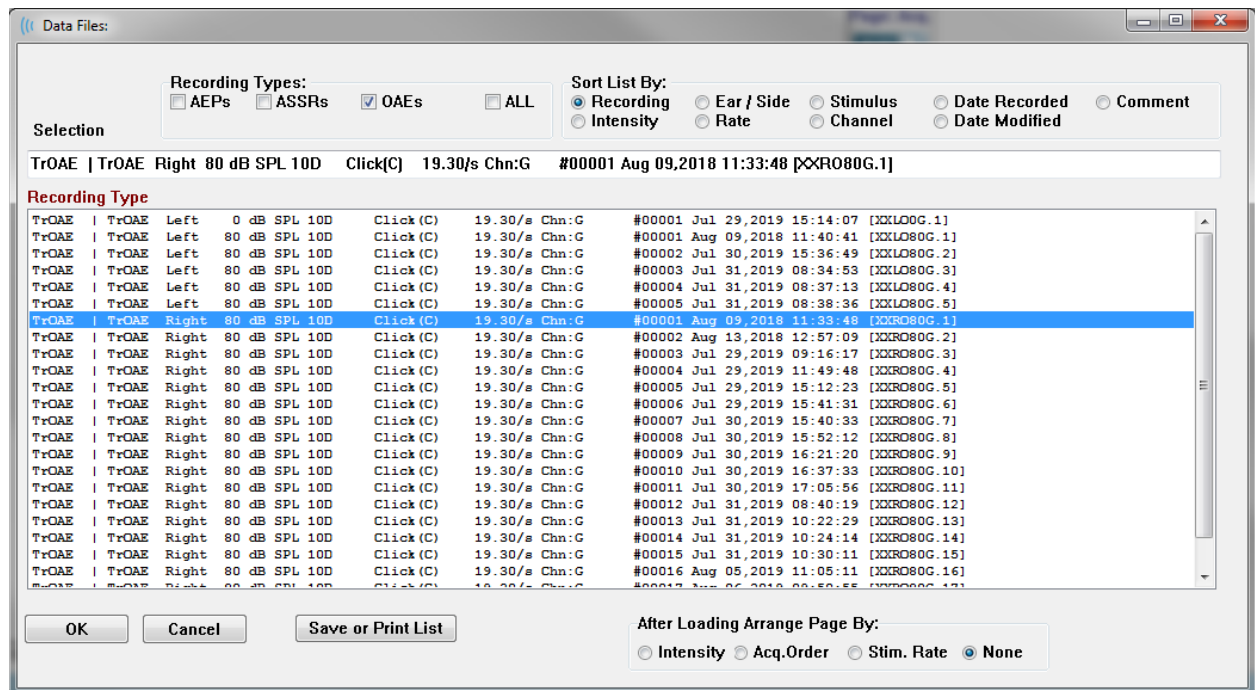 Data Files:
Recording Types:
AEPs ASSRs OAEs ALL
Sort List By:
Recording Ear / Side Stimulus Date Recorded Comment
Intensity Rate Channel Date Modified
Selection
TrOAE | TrOAE Right 80 dB SPL 10D Click(C) 19.30/s Chn:G #00001 Aug 09,2018 11:33:48 [XXRO80G.1]
Recording Type
TrOAE | TrOAE Left 0 dB SPL 10D Click(C) 19.30/s Chn:G #00001 Jul 29,2019 15:14:07 [XXLO0G.1]
TrOAE | TrOAE Left 80 dB SPL 10D Click(C) 19.30/s Chn:G #00001 Aug 09,2018 11:40:41 [XXLO80G.1]
TrOAE | TrOAE Left 80 dB SPL 10D Click(C) 19.30/s Chn:G #00002 Jul 30,2019 15:36:49 [XXLO80G.2]
TrOAE | TrOAE Left 80 dB SPL 10D Click(C) 19.30/s Chn:G #00003 Jul 31,2019 08:34:53 [XXLO80G.3]
TrOAE | TrOAE Left 80 dB SPL 10D Click(C) 19.30/s Chn:G #00004 Jul 31,2019 08:37:13 [XXLO80G.4]
TrOAE | TrOAE Left 80 dB SPL 10D Click(C) 19.30/s Chn:G #00005 Jul 31,2019 08:38:36 [XXLO80G.5]
TrOAE | TrOAE Right 80 dB SPL 10D Click(C) 19.30/s Chn:G #00001 Aug 09,2018 11:33:48 [XXRO80G.1]
TrOAE | TrOAE Right 80 dB SPL 10D Click(C) 19.30/s Chn:G #00002 Aug 13,2018 12:57:09 [XXRO80G.2]
TrOAE | TrOAE Right 80 dB SPL 10D Click(C) 19.30/s Chn:G #00003 Jul 29,2019 09:16:17 [XXRO80G.3]
TrOAE | TrOAE Right 80 dB SPL 10D Click(C) 19.30/s Chn:G #00004 Jul 29,2019 11:49:48 [XXRO80G.4]
TrOAE | TrOAE Right 80 dB SPL 10D Click(C) 19.30/s Chn:G #00005 Jul 29,2019 15:12:23 [XXRO80G.5]
TrOAE | TrOAE Right 80 dB SPL 10D Click(C) 19.30/s Chn:G #00006 Jul 29,2019 15:41:31 [XXRO80G.6]
TrOAE | TrOAE Right 80 dB SPL 10D Click(C) 19.30/s Chn:G #00007 Jul 30,2019 15:40:33 [XXRO80G.7]
TrOAE | TrOAE Right 80 dB SPL 10D Click(C) 19.30/s Chn:G #00008 Jul 30,2019 15:52:12 [XXRO80G.8]
TrOAE | TrOAE Right 80 dB SPL 10D Click(C) 19.30/s Chn:G #00009 Jul 30,2019 16:21:20 [XXRO80G.9]
TrOAE | TrOAE Right 80 dB SPL 10D Click(C) 19.30/s Chn:G #00010 Jul 30,2019 16:37:33 [XXRO80G.10]
TrOAE | TrOAE Right 80 dB SPL 10D Click(C) 19.30/s Chn:G #00011 Jul 30,2019 17:05:56 [XXRO80G.11]
TrOAE | TrOAE Right 80 dB SPL 10D Click(C) 19.30/s Chn:G #00012 Jul 31,2019 08:40:19 [XXRO80G.12]
TrOAE | TrOAE Right 80 dB SPL 10D Click(C) 19.30/s Chn:G #00013 Jul 31,2019 10:22:29 [XXRO80G.13]
TrOAE | TrOAE Right 80 dB SPL 10D Click(C) 19.30/s Chn:G #00014 Jul 31,2019 10:24:14 [XXRO80G.14]
TrOAE | TrOAE Right 80 dB SPL 10D Click(C) 19.30/s Chn:G #00015 Jul 31,2019 10:30:11 [XXRO80G.15]
TrOAE | TrOAE Right 80 dB SPL 10D Click(C) 19.30/s Chn:G #00016 Aug 05,2019 11:05:11 [XXRO80G.16]
OK Cancel Save or Print List
After Loading Arrange Page By:
Intensity Acq.Order Stim. Rate None